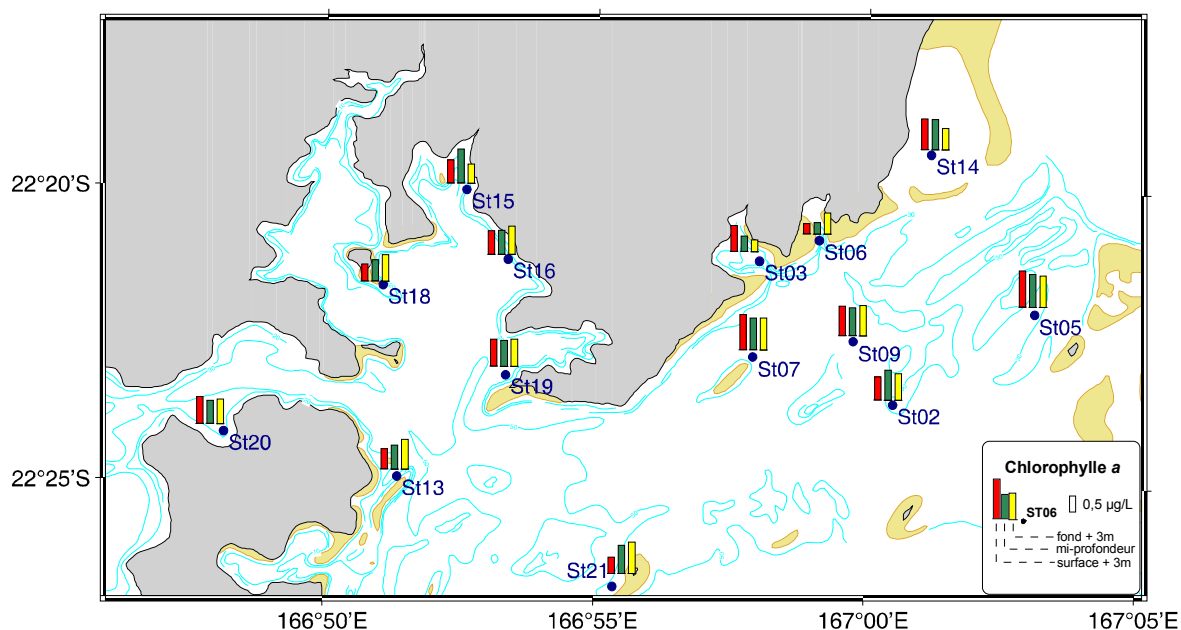 St14
22°20'S
St15
St06
St16
St03
St18
St05
St09
St07
St19
St02
St20
22°25'S
St13
Chlorophylle a
0,5 µg/L
ST06
fond + 3m
mi-profondeur
surface + 3m
St21
166°50'E
166°55'E
167°00'E
167°05'E